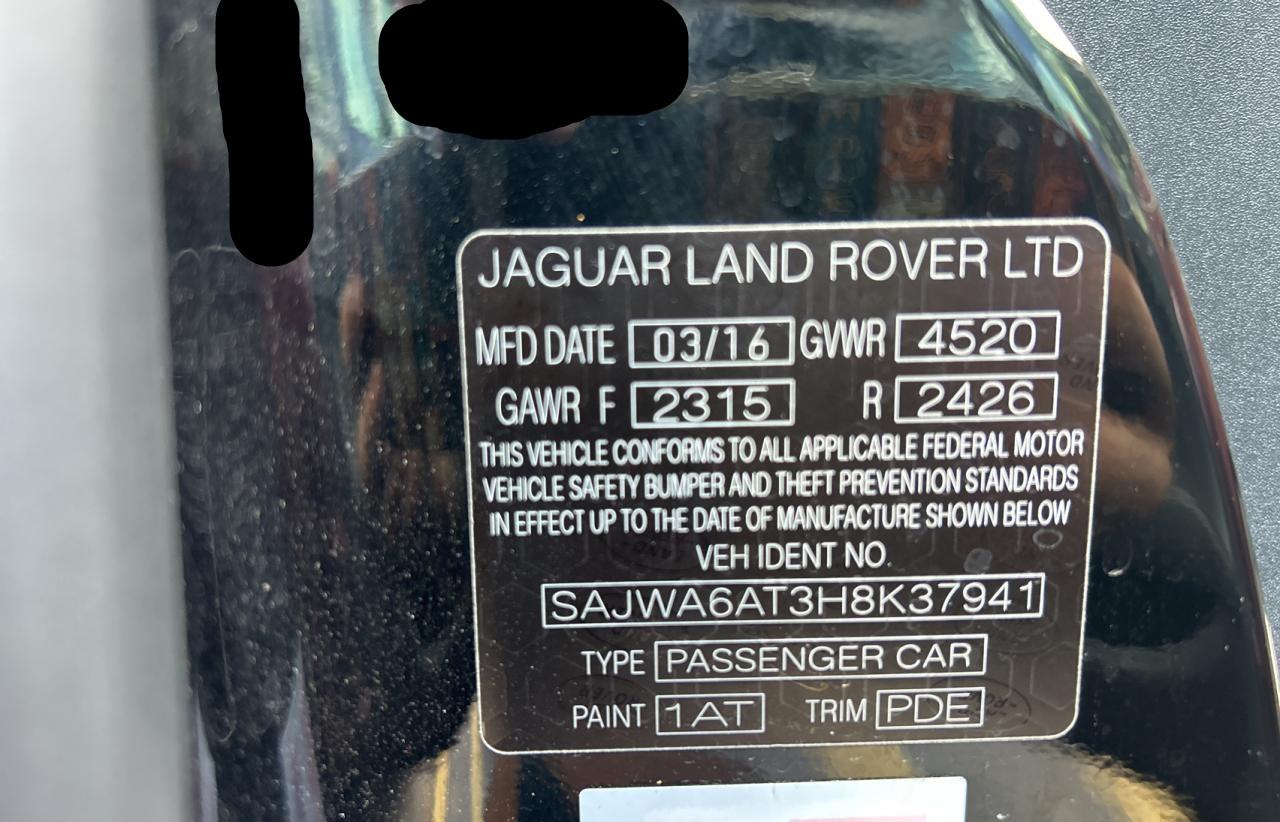 JAGUAR LAND ROVER LTD
MFD DATE 03/16 GVWR 4520
GAWR F 2315 R 2426
THIS VEHICLE CONFORMS TO ALL APPLICABLE FEDERAL MOTOR
VEHICLE SAFETY BUMPER AND THEFT PREVENTION STANDARDS
IN EFFECT UP TO THE DATE OF MANUFACTURE SHOWN BELOW
VEH IDENT NO.
SAJWA6AT3H8K37941
TYPE PASSENGER CAR
PAINT 1AT TRIM PDE